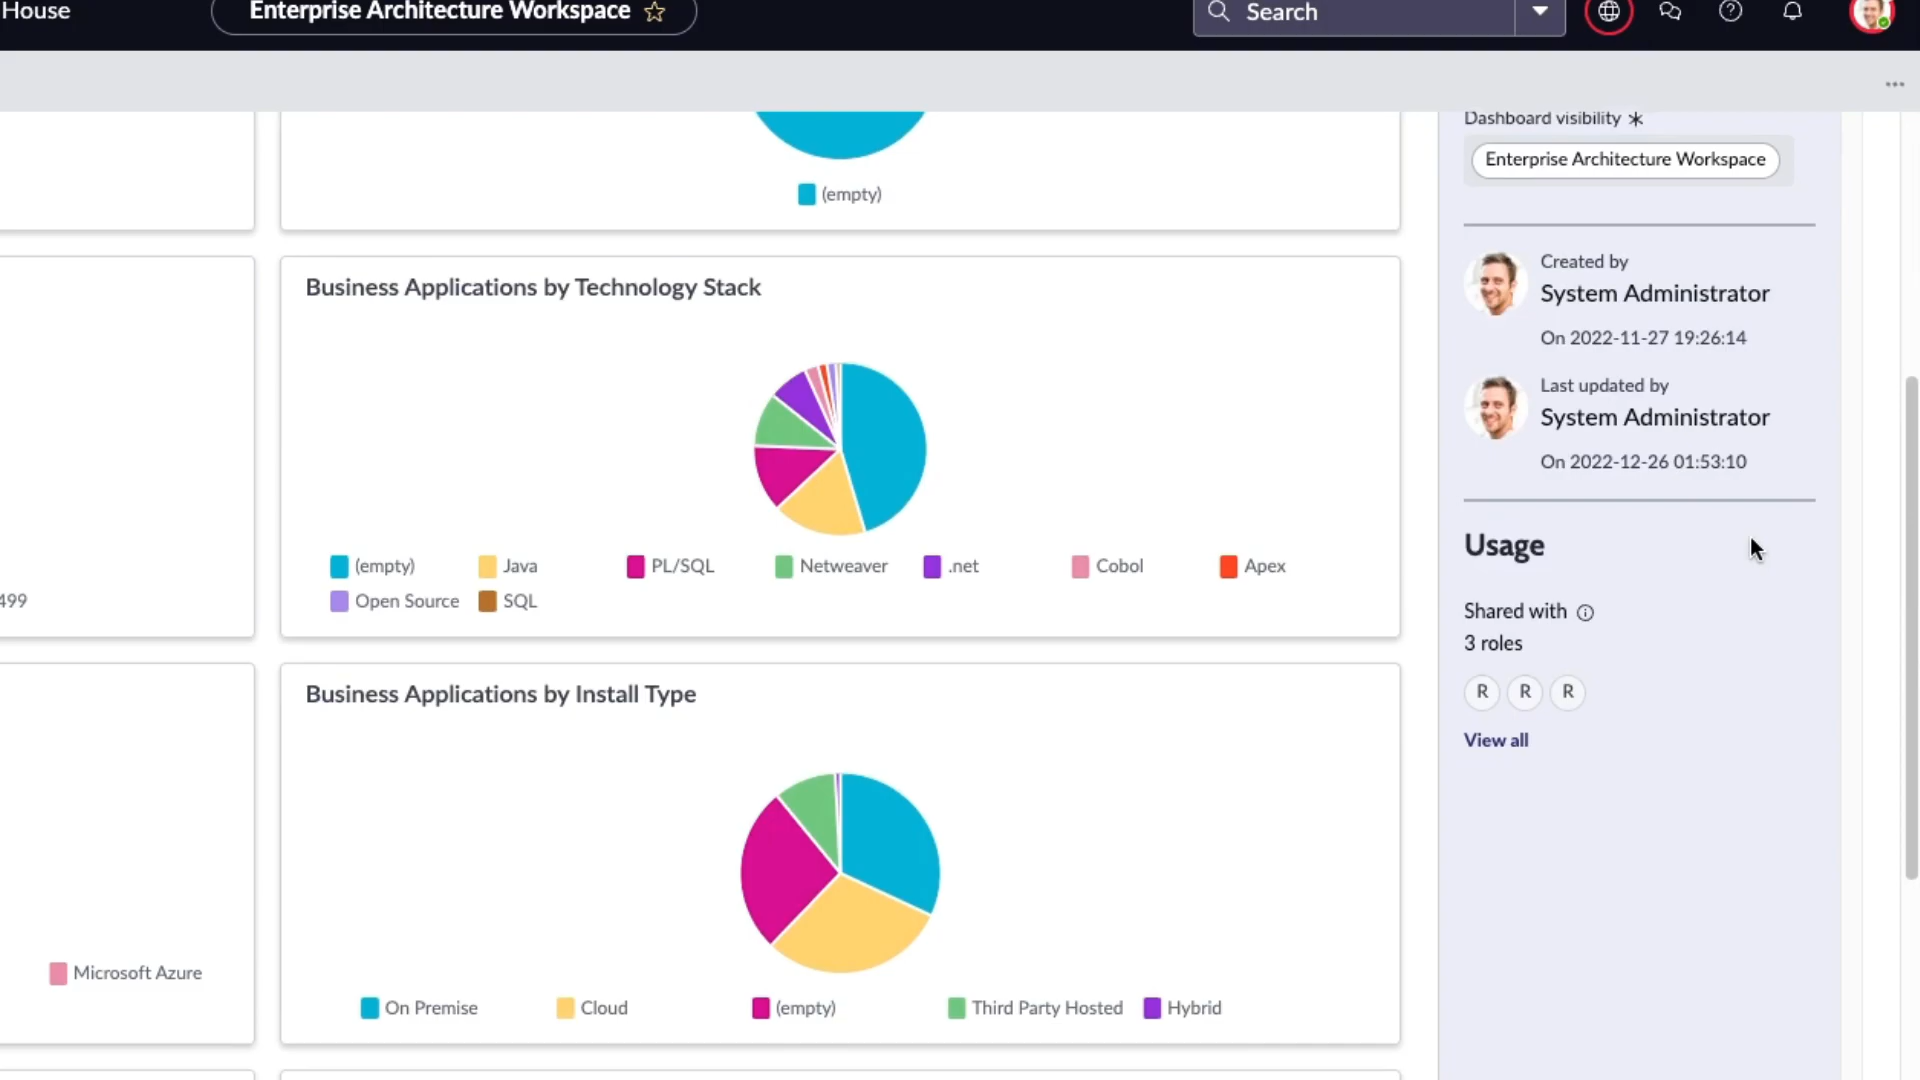 House
Enterprise Architecture Workspace
Search
Dashboard visibility *
Enterprise Architecture Workspace
(empty)
Created by
System Administrator
On 2022-11-27 19:26:14
Last updated by
System Administrator
On 2022-12-26 01:53:10
Business Applications by Technology Stack
(empty) Java PL/SQL Netweaver .net Cobol Apex
Open Source SQL
499
Usage
Shared with
3 roles
R R R
View all
Business Applications by Install Type
Microsoft Azure
On Premise Cloud (empty) Third Party Hosted Hybrid